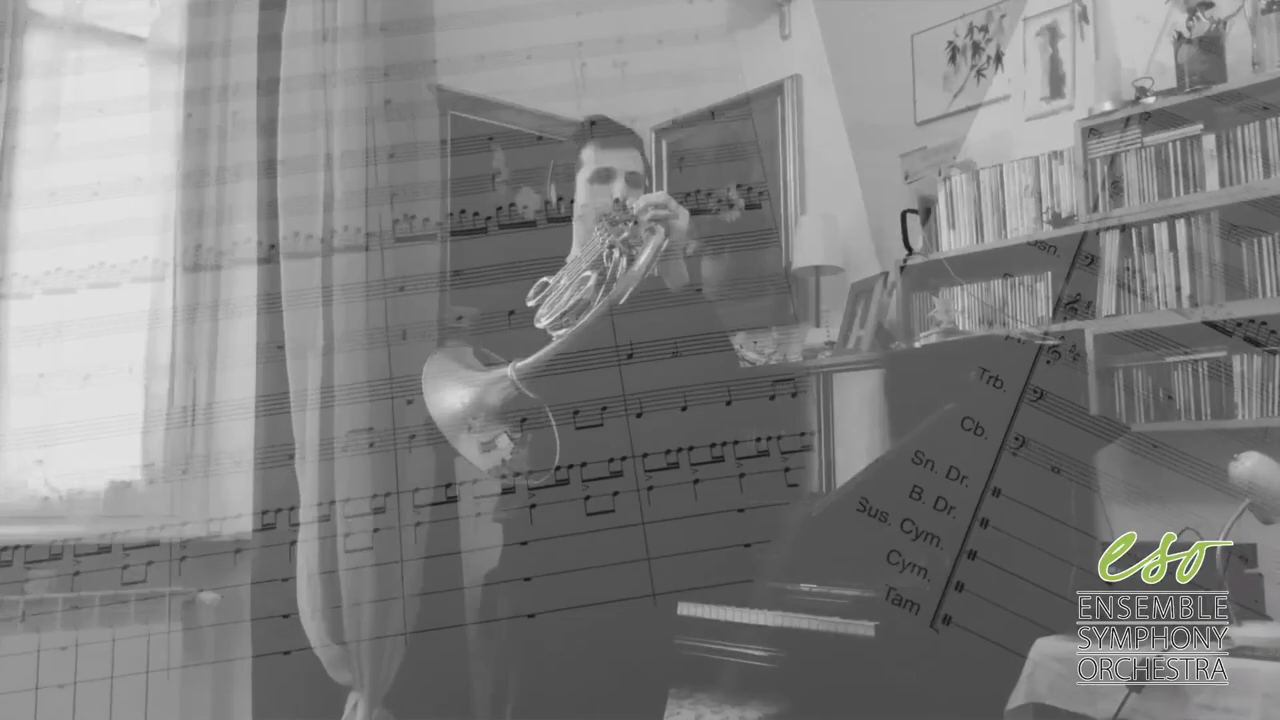 Bsn.
Trb.
Cb.
Sn. Dr.
B. Dr.
Sus. Cym.
Cym.
Tam
eso
ENSEMBLE
SYMPHONY
ORCHESTRA